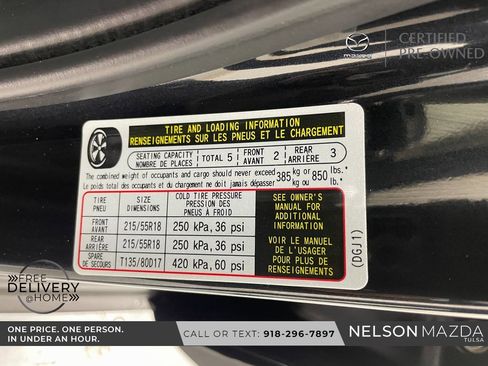 mazda
CERTIFIED
PRE-OWNED
TIRE AND LOADING INFORMATION
RENSEIGNEMENTS SUR LES PNEUS ET LE CHARGEMENT
SEATING CAPACITY
NOMBRE DE PLACES
TOTAL 5
FRONT
AVANT 2
REAR
ARRIÈRE 3
The combined weight of occupants and cargo should never exceed
Le poids total des occupants et du chargement ne doit jamais dépasser
385 kg or
kg ou
850 lbs.
lb.
TIRE
PNEU
SIZE
DIMENSIONS
COLD TIRE PRESSURE
PRESSION DES
PNEUS À FROID
FRONT
AVANT
215/55R18
250 kPa, 36 psi
REAR
ARRIÈRE
215/55R18
250 kPa, 36 psi
SPARE
DE SECOURS
T135/80D17
420 kPa, 60 psi
SEE OWNER'S
MANUAL FOR
ADDITIONAL
INFORMATION
VOIR LE MANUEL
DE L'USAGER
POUR PLUS DE
RENSEIGNEMENTS
(DGJ1)
FREE
DELIVERY
@HOME
ONE PRICE. ONE PERSON.
IN UNDER AN HOUR.
CALL OR TEXT: 918-296-7897
NELSON MAZDA
TULSA